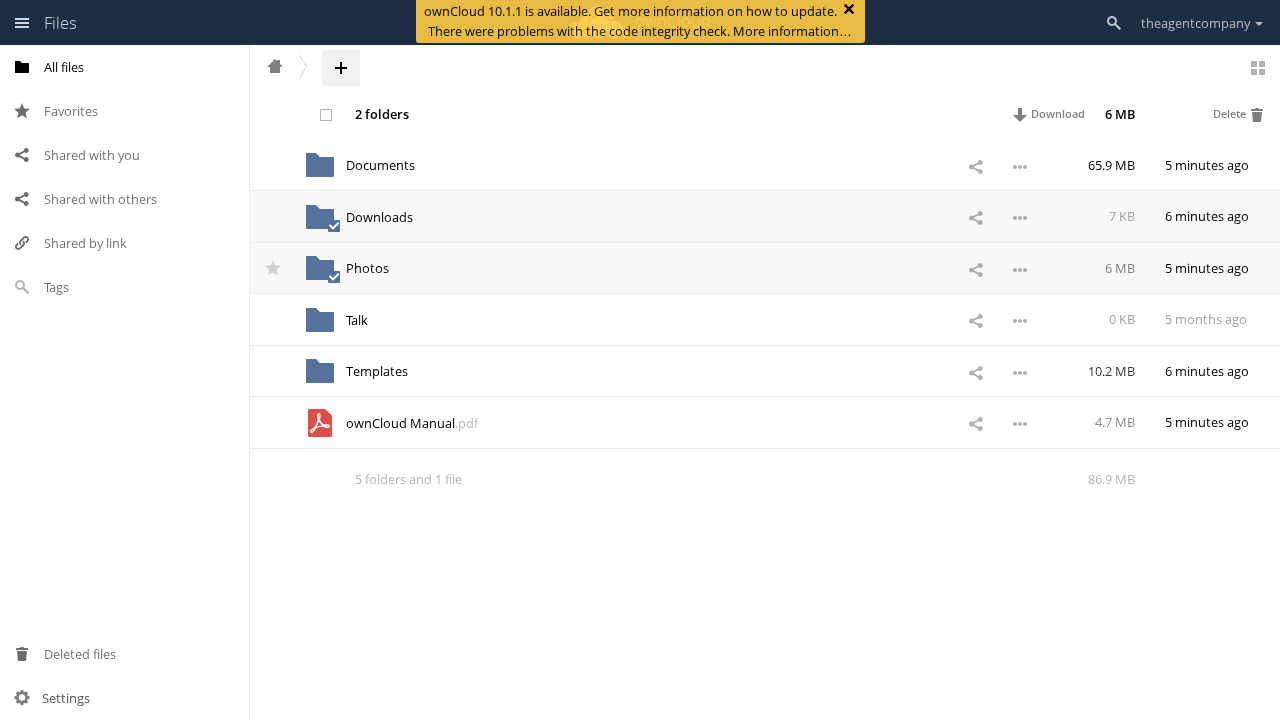 Files
ownCloud 10.1.1 is available. Get more information on how to update.
There were problems with the code integrity check. More information…
theagentcompany
All files
Favorites
Shared with you
Shared with others
Shared by link
Tags
Deleted files
Settings
2 folders
Download
6 MB
Delete
Documents
65.9 MB
5 minutes ago
Downloads
7 KB
6 minutes ago
Photos
6 MB
5 minutes ago
Talk
0 KB
5 months ago
Templates
10.2 MB
6 minutes ago
ownCloud Manual.pdf
4.7 MB
5 minutes ago
5 folders and 1 file
86.9 MB